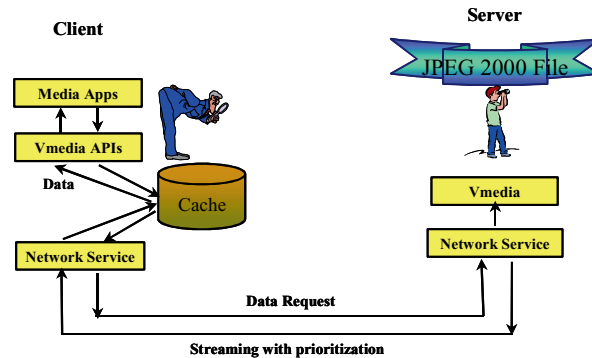 Server
Client
JPEG 2000 File
Media Apps
Vmedia APIs
Data
Cache
Vmedia
Network Service
Network Service
Data Request
Streaming with prioritization